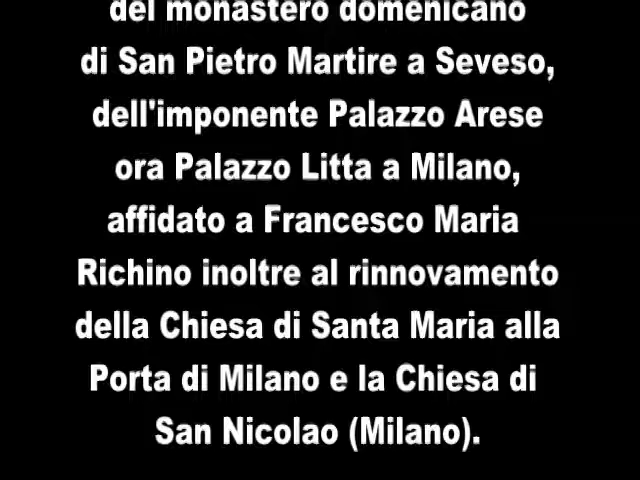 del monastero domenicano
di San Pietro Martire a Seveso,
dell'imponente Palazzo Arese
ora Palazzo Litta a Milano,
affidato a Francesco Maria
Richino inoltre al rinnovamento
della Chiesa di Santa Maria alla
Porta di Milano e la Chiesa di
San Nicolao (Milano).